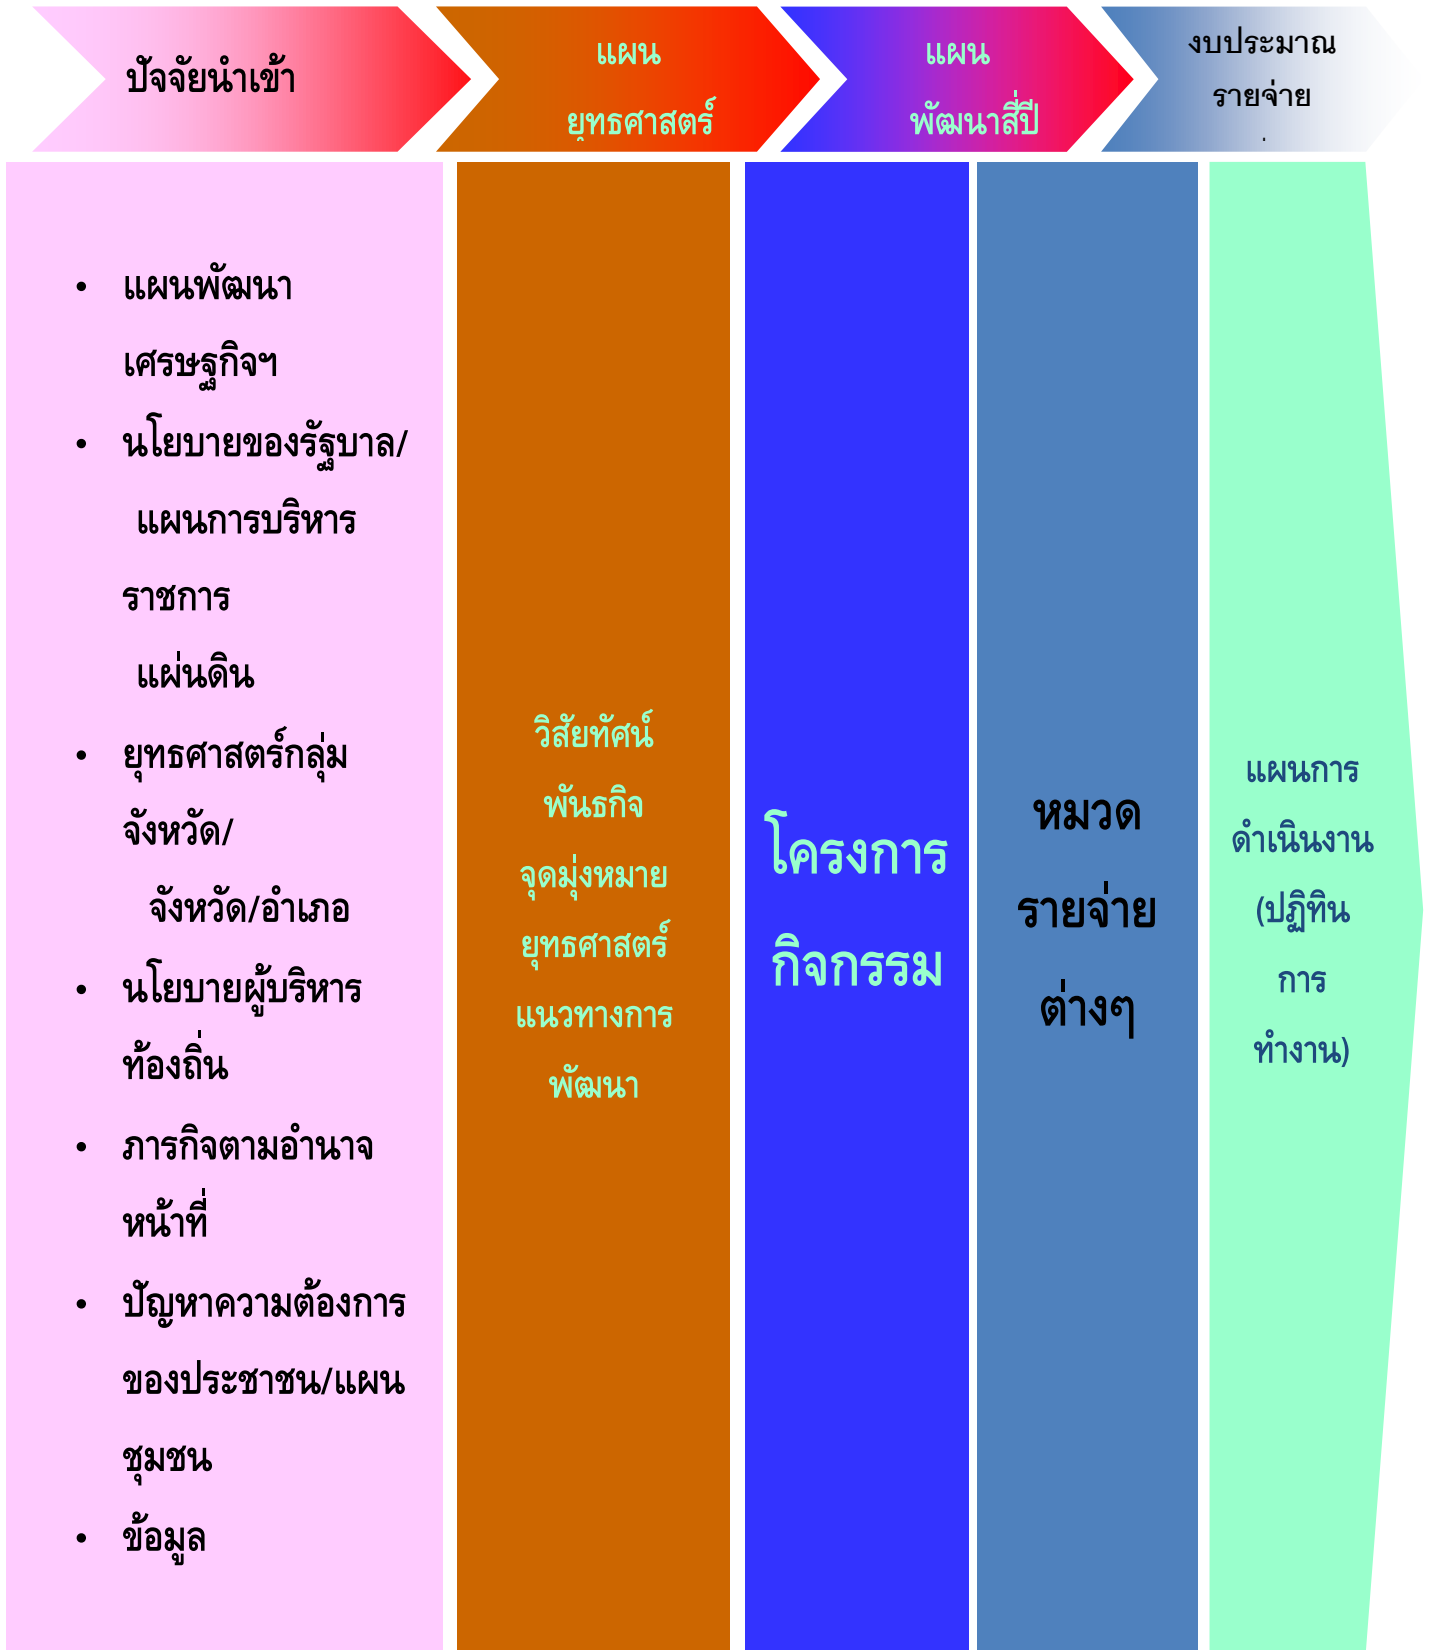 ปัจจัยนำเข้า
แผน
ยุทธศาสตร์
แผน
พัฒนาสี่ปี
งบประมาณ
รายจ่าย
• แผนพัฒนา
เศรษฐกิจฯ
• นโยบายของรัฐบาล/
แผนการบริหาร
ราชการ
แผ่นดิน
• ยุทธศาสตร์กลุ่ม
จังหวัด/
จังหวัด/อำเภอ
• นโยบายผู้บริหาร
ท้องถิ่น
• ภารกิจตามอำนาจ
หน้าที่
• ปัญหาความต้องการ
ของประชาชน/แผน
ชุมชน
• ข้อมูล
วิสัยทัศน์
พันธกิจ
จุดมุ่งหมาย
ยุทธศาสตร์
แนวทางการ
พัฒนา
โครงการ
กิจกรรม
หมวด
รายจ่าย
ต่างๆ
แผนการ
ดำเนินงาน
(ปฏิทิน
การ
ทำงาน)